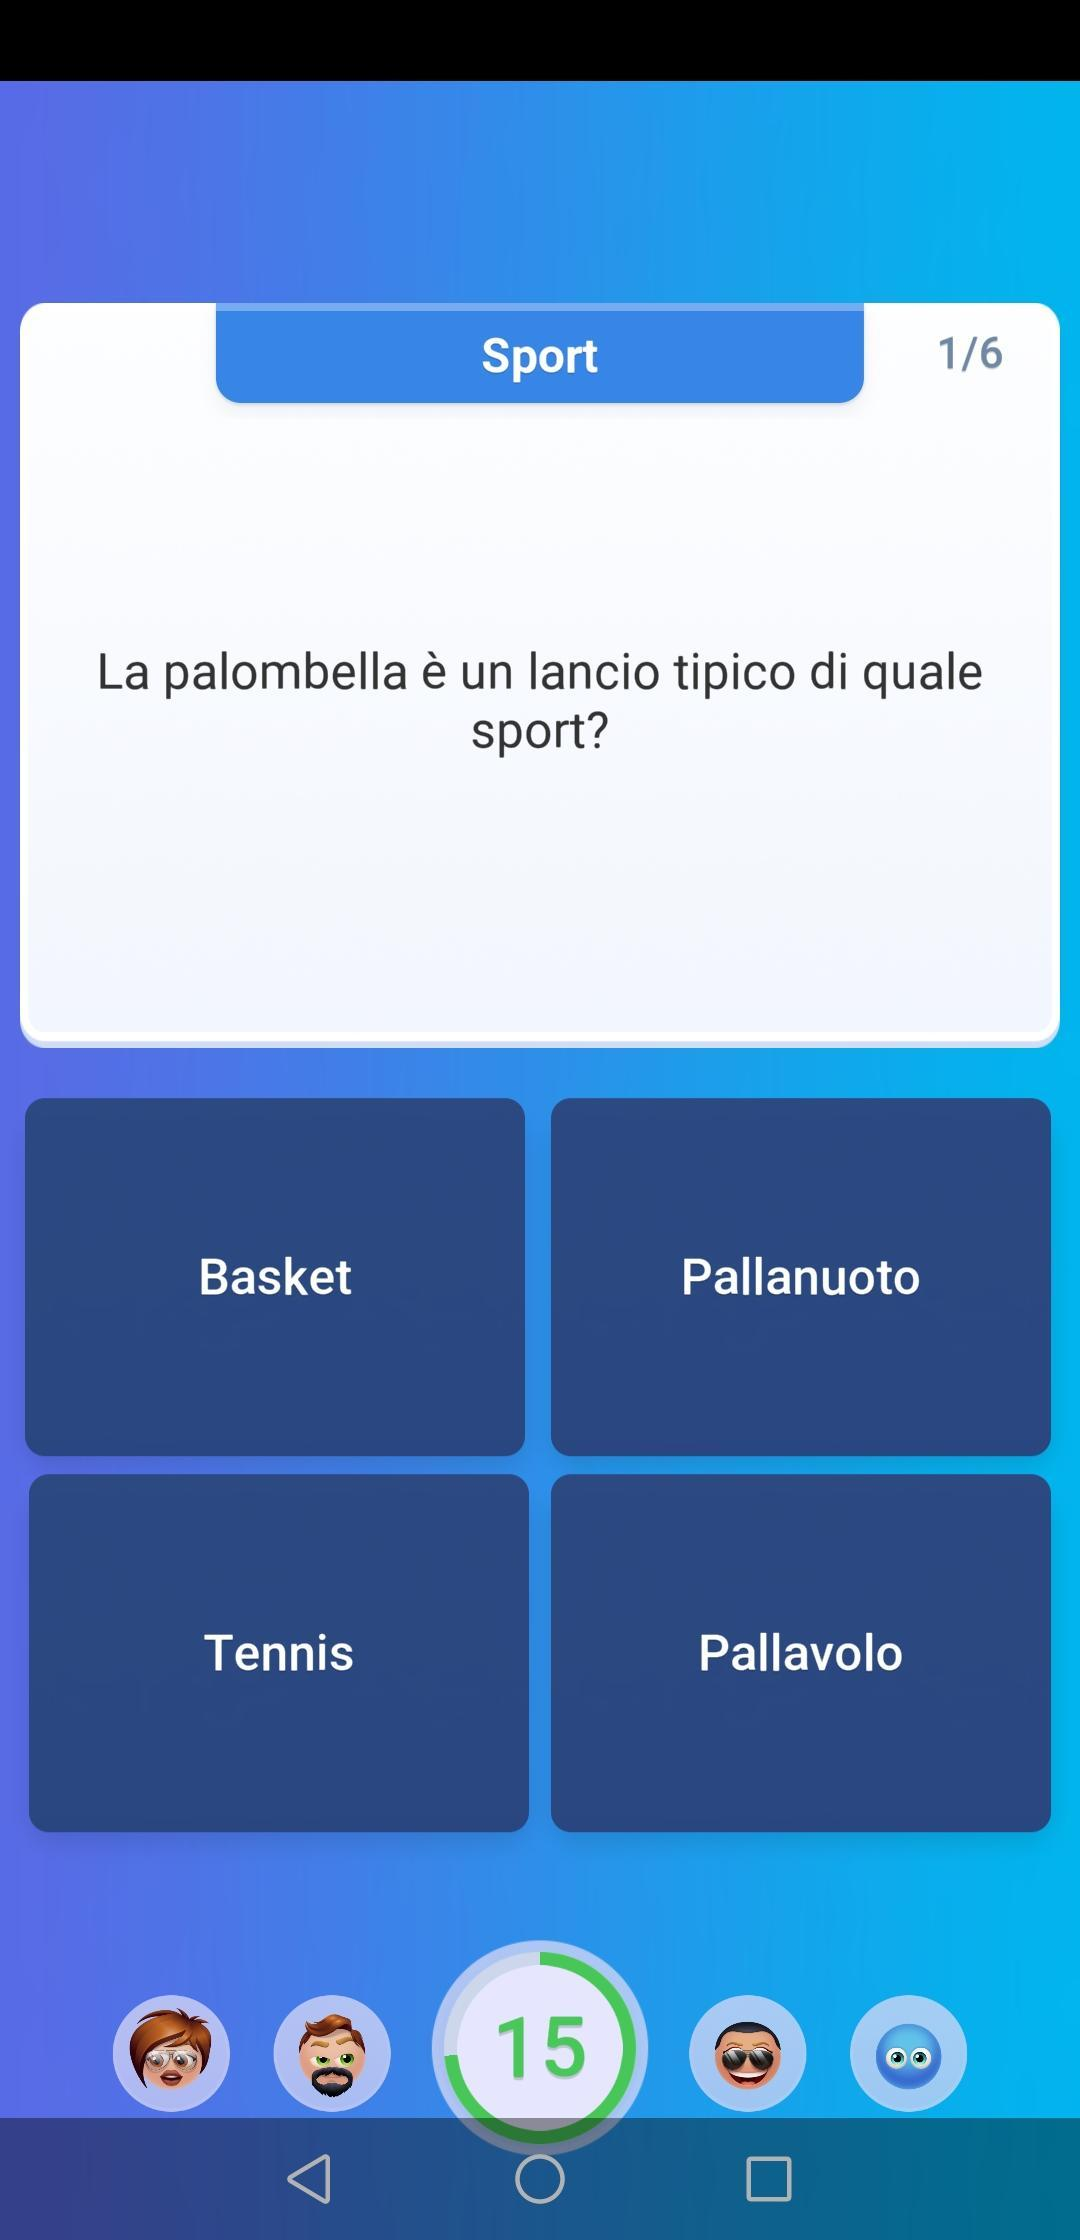 Sport
1/6
La palombella è un lancio tipico di quale
sport?
Basket
Pallanuoto
Tennis
Pallavolo
15